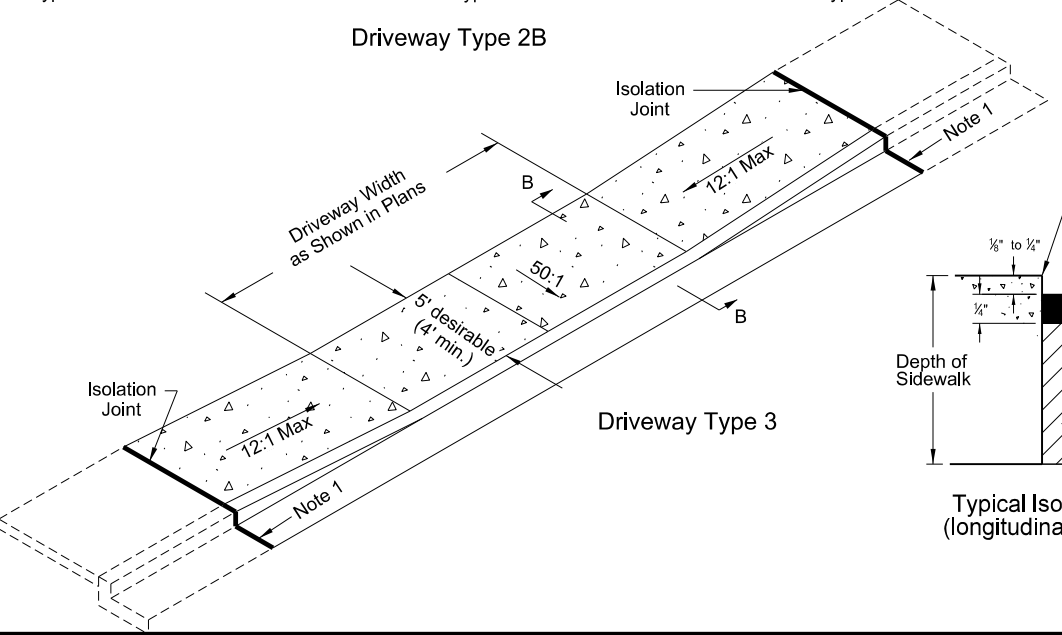 Driveway Type 2B
Isolation
Joint
Note 1
12:1 Max
Driveway Width
as Shown in Plans
B
50:1
B
5' desirable
(4' min.)
⅛" to ¼"
¼"
Depth of
Sidewalk
Isolation
Joint
12:1 Max
Driveway Type 3
Note 1
Typical Iso
(longitudina